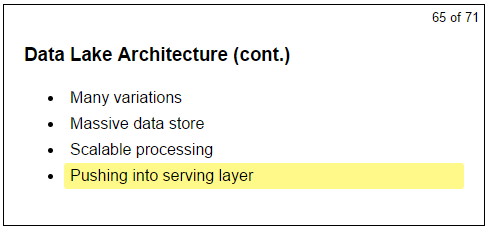 65 of 71
Data Lake Architecture (cont.)
• Many variations
• Massive data store
• Scalable processing
• Pushing into serving layer